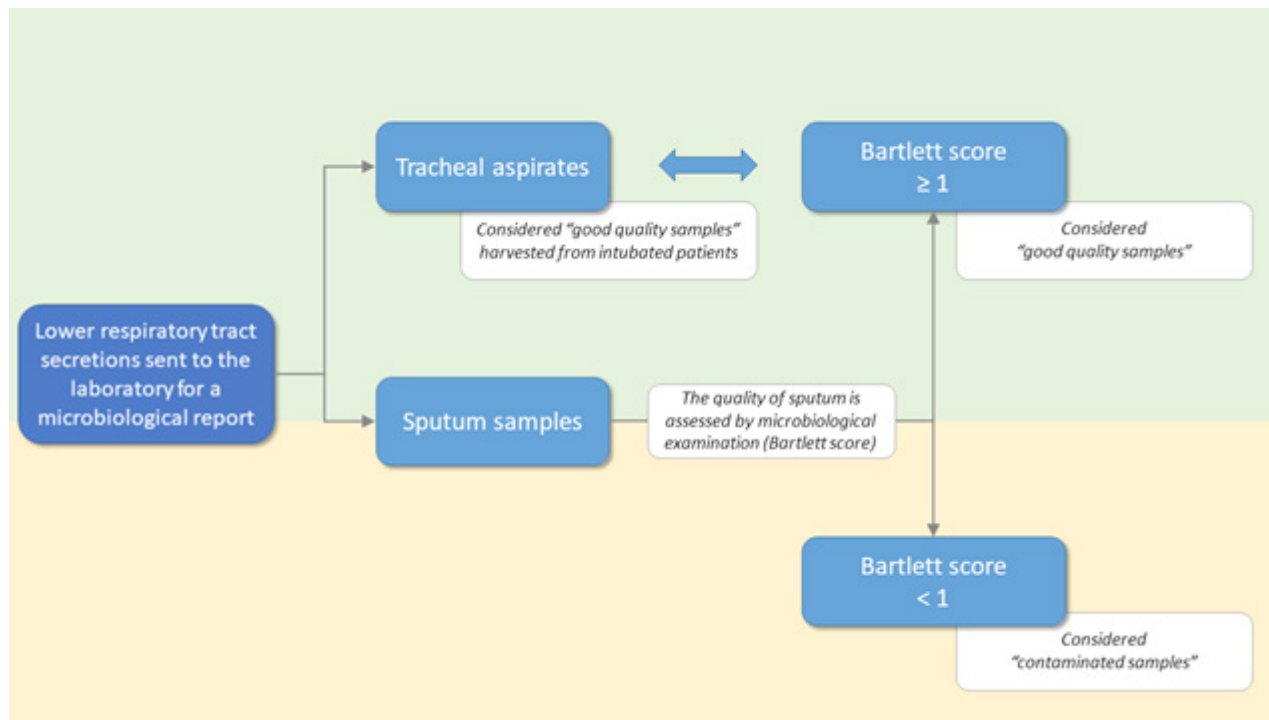 Tracheal aspirates
Considered “good quality samples”
harvested from intubated patients
Bartlett score
≥ 1
Considered
“good quality samples”
Lower respiratory tract
secretions sent to the
laboratory for a
microbiological report
Sputum samples
The quality of sputum is
assessed by microbiological
examination (Bartlett score)
Bartlett score
< 1
Considered
“contaminated samples”